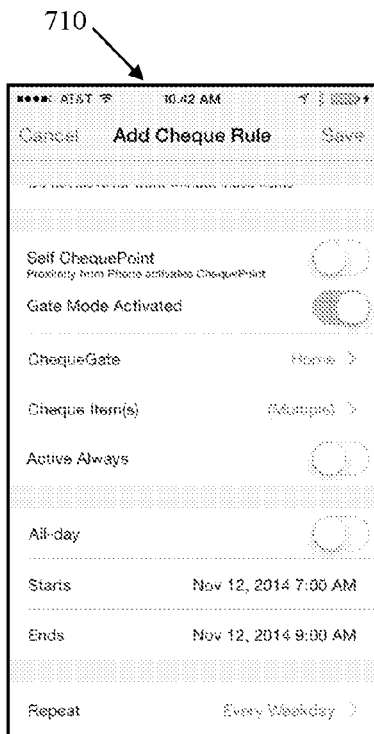 710
AT&T 10:42 AM
Cancel Add Cheque Rule Save
Self ChequePoint
Proximity from Phone activates ChequePoint
Gate Mode Activated
ChequeGate Home >
Cheque Item(s) (Multiple) >
Active Always
All-day
Starts Nov 12, 2014 7:00 AM
Ends Nov 12, 2014 9:00 AM
Repeat Every Weekday >